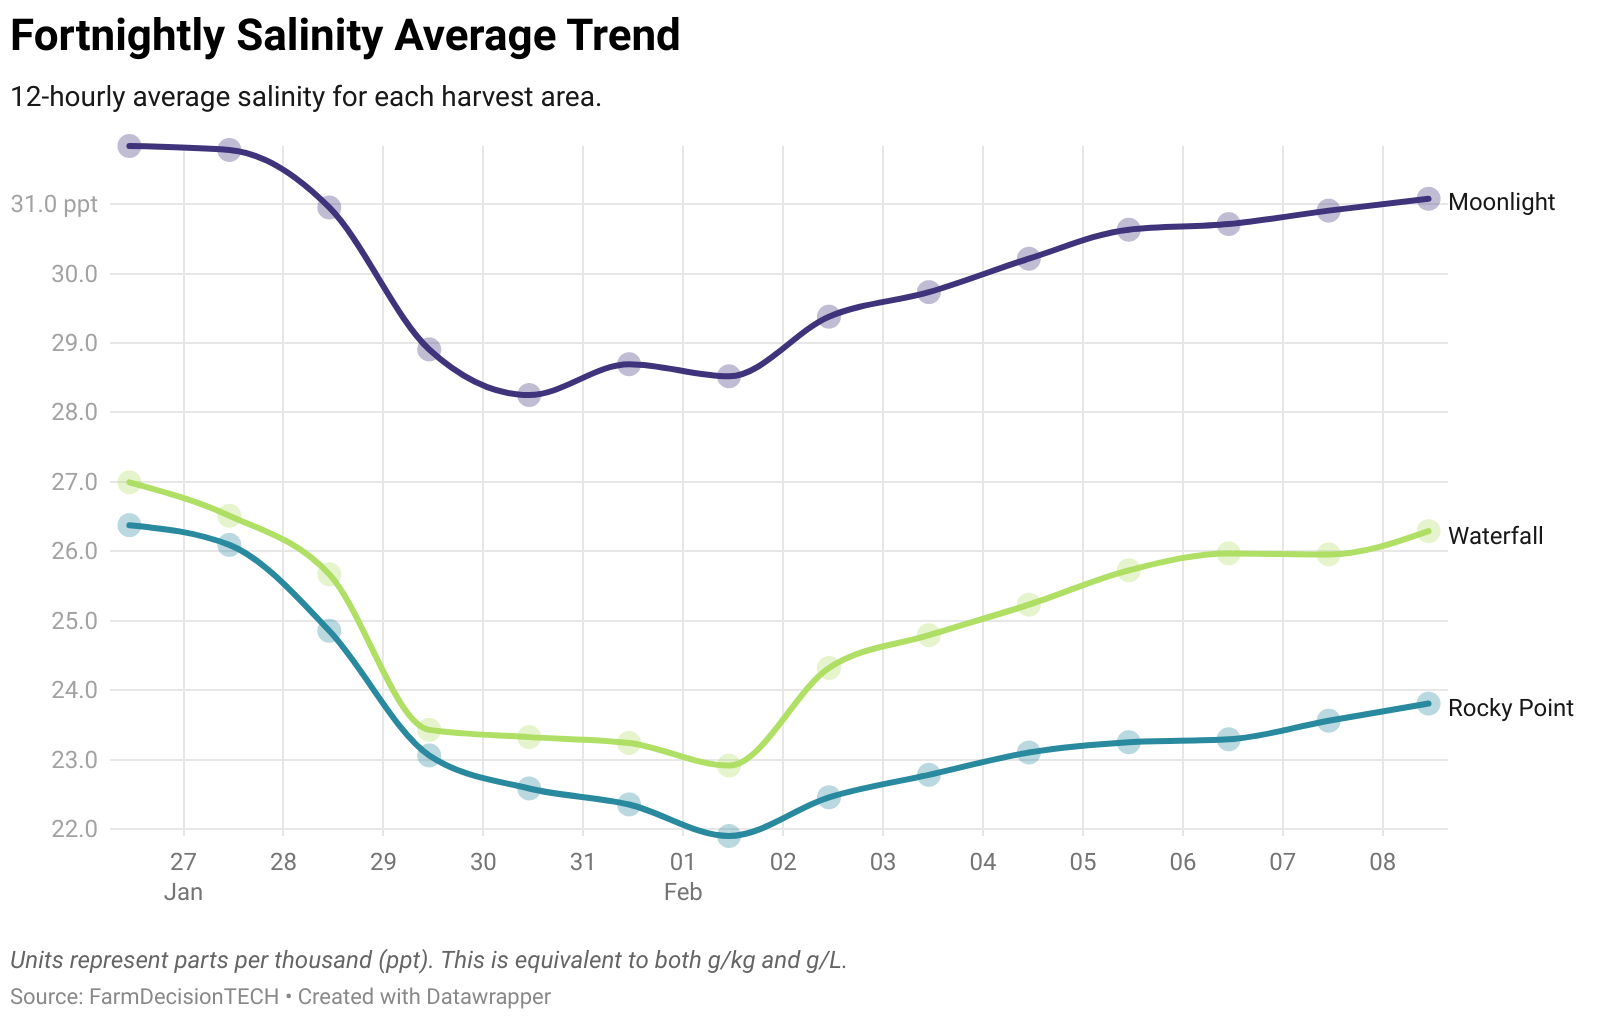 Fortnightly Salinity Average Trend
12-hourly average salinity for each harvest area.
31.0 ppt
30.0
29.0
28.0
27.0
26.0
25.0
24.0
23.0
22.0
Moonlight
Waterfall
Rocky Point
27 28 29 30 31 01 02 03 04 05 06 07 08
Jan Feb
Units represent parts per thousand (ppt). This is equivalent to both g/kg and g/L.
Source: FarmDecisionTECH • Created with Datawrapper